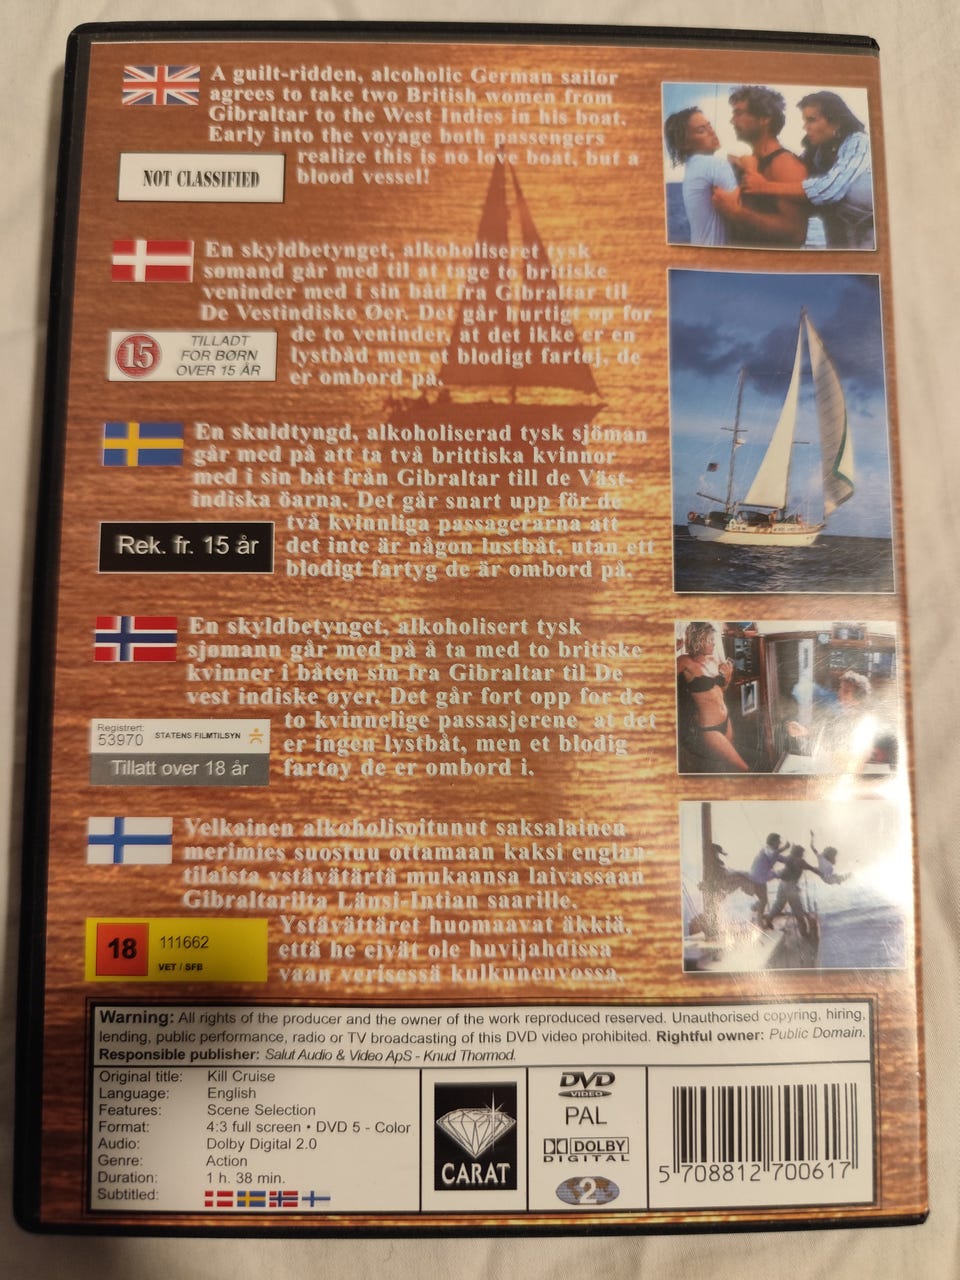 A guilt-ridden, alcoholic German sailor
agrees to take two British women from
Gibraltar to the West Indies in his boat.
Early into the voyage both passengers
realize this is no love boat, but a
blood vessel!
NOT CLASSIFIED
En skyldbetynget, alkoholiseret tysk
sømand går med til at tage to britiske
veninder med i sin båd fra Gibraltar til
De Vestindiske Øer. Det går hurtigt op for
de to veninder, at det ikke er en
lystbåd men et blodigt fartøj, de
er ombord på.
15
TILLADT
FOR BØRN
OVER 15 ÅR
En skuldtyngd, alkoholiserad tysk sjöman
går med på att ta två brittiska kvinnor
med i sin båt från Gibraltar till de Väst-
indiska öarna. Det går snart upp för de
två kvinnliga passagerarna att
det inte är någon lustbåt, utan ett
blodigt fartyg de är ombord på.
Rek. fr. 15 år
En skyldbetynget, alkoholisert tysk
sjømann går med på å ta med to britiske
kvinner i båten sin fra Gibraltar til De
vest indiske øyer. Det går fort opp for de
to kvinnelige passasjerene at det
er ingen lystbåt, men et blodig
fartøy de er ombord i.
Registrert:
53970 STATENS FILMTILSYN
Tillatt over 18 år
Velkainen alkoholisoitunut saksalainen
merimies suostuu ottamaan kaksi englan-
tilaista ystävätärtä mukaansa laivassaan
Gibraltarilta Länsi-Intian saarille.
Ystävättäret huomaavat äkkiä,
että he eivät ole huvijahdissa
vaan verisessä kulkuneuvossa.
18 111662
VET / SFB
Warning: All rights of the producer and the owner of the work reproduced reserved. Unauthorised copyring, hiring,
lending, public performance, radio or TV broadcasting of this DVD video prohibited. Rightful owner: Public Domain.
Responsible publisher: Salut Audio & Video ApS - Knud Thormod.
Original title: Kill Cruise
Language: English
Features: Scene Selection
Format: 4:3 full screen • DVD 5 - Color
Audio: Dolby Digital 2.0
Genre: Action
Duration: 1 h. 38 min.
Subtitled:
CARAT
DVD
VIDEO
PAL
DOLBY
DIGITAL
2
5 708812 700617